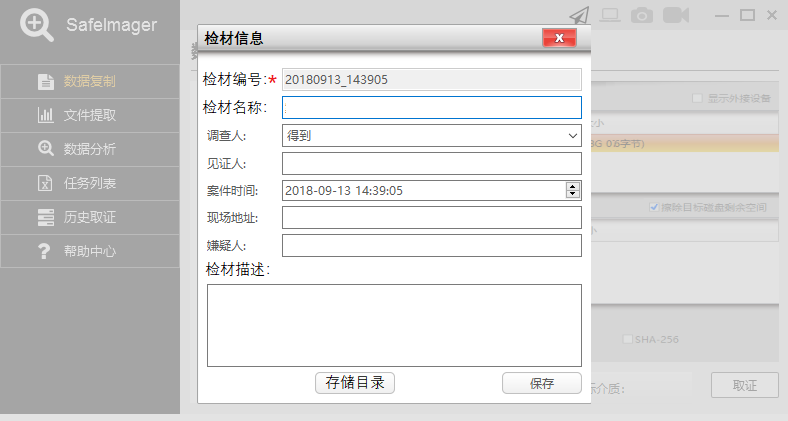 SafeImager
数据复制
文件提取
数据分析
任务列表
历史取证
帮助中心
检材信息
x
检材编号:*
20180913_143905
检材名称:
调查人:
得到
见证人:
案件时间:
2018-09-13 14:39:05
现场地址:
嫌疑人:
检材描述:
存储目录
保存
显示外接设备
小
擦除目标磁盘剩余空间
小
SHA-256
介质:
取证